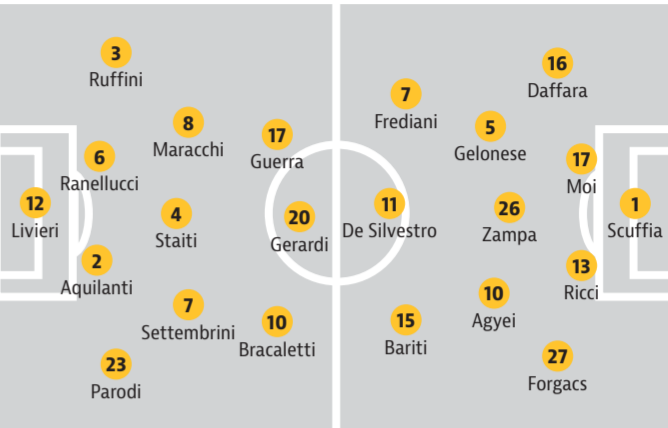 3
Ruffini
8
Maracchi
17
Guerra
6
Ranellucci
12
Livieri
4
Staiti
20
Gerardi
2
Aquilanti
7
Settembrini
10
Bracaletti
23
Parodi
16
Daffara
7
Frediani
5
Gelonese
17
Moi
11
De Silvestro
26
Zampa
1
Scuffia
13
Ricci
10
Agyei
15
Bariti
27
Forgacs